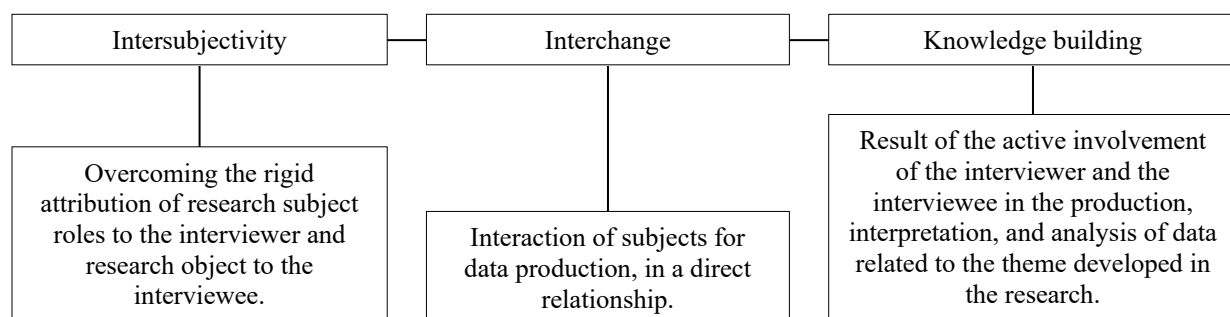 Intersubjectivity
Interchange
Knowledge building
Overcoming the rigid
attribution of research subject
roles to the interviewer and
research object to the
interviewee.
Interaction of subjects for
data production, in a direct
relationship.
Result of the active involvement
of the interviewer and the
interviewee in the production,
interpretation, and analysis of data
related to the theme developed in
the research.